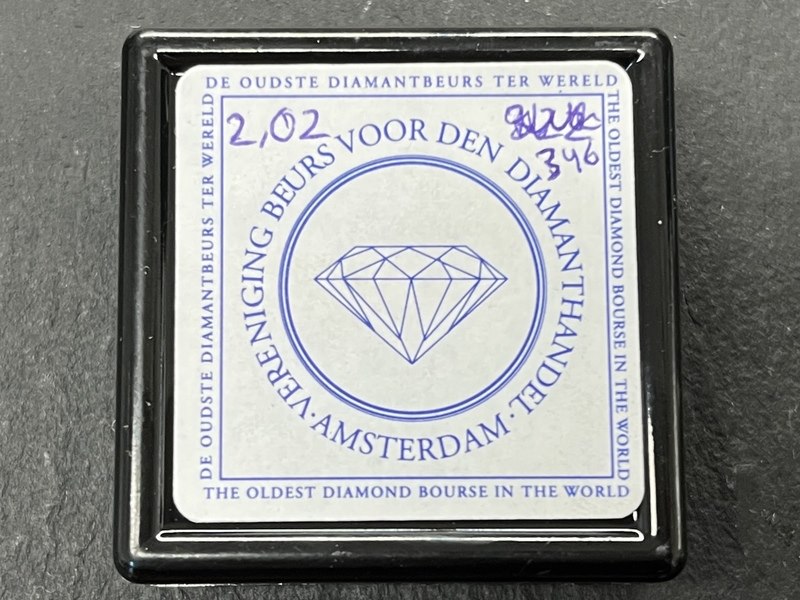 DE OUDSTE DIAMANTBEURS TER WERELD
THE OLDEST DIAMOND BOURSE IN THE WORLD
DE OUDSTE DIAMANTBEURS TER WERELD
2,02
346
VERENIGING BEURS VOOR DEN DIAMANTHANDEL
· AMSTERDAM ·
THE OLDEST DIAMOND BOURSE IN THE WORLD